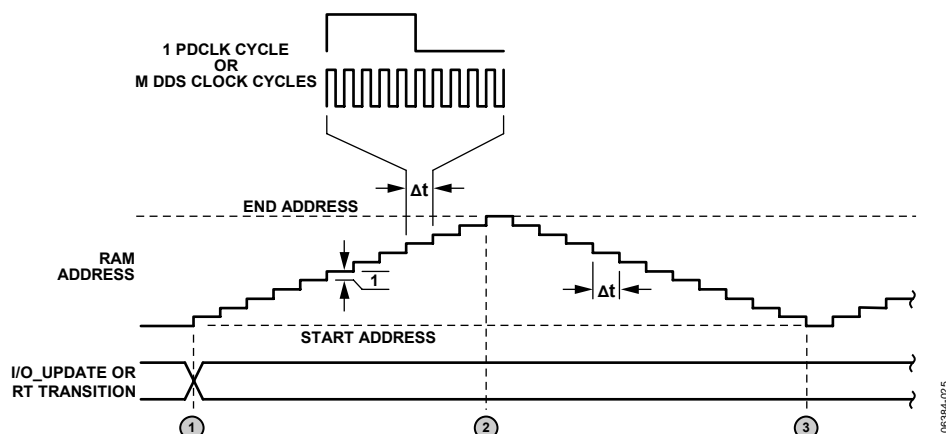 1 PDCLK CYCLE
OR
M DDS CLOCK CYCLES
Δt
END ADDRESS
RAM
ADDRESS
1
Δt
START ADDRESS
I/O_UPDATE OR
RT TRANSITION
1
2
3
06384-025